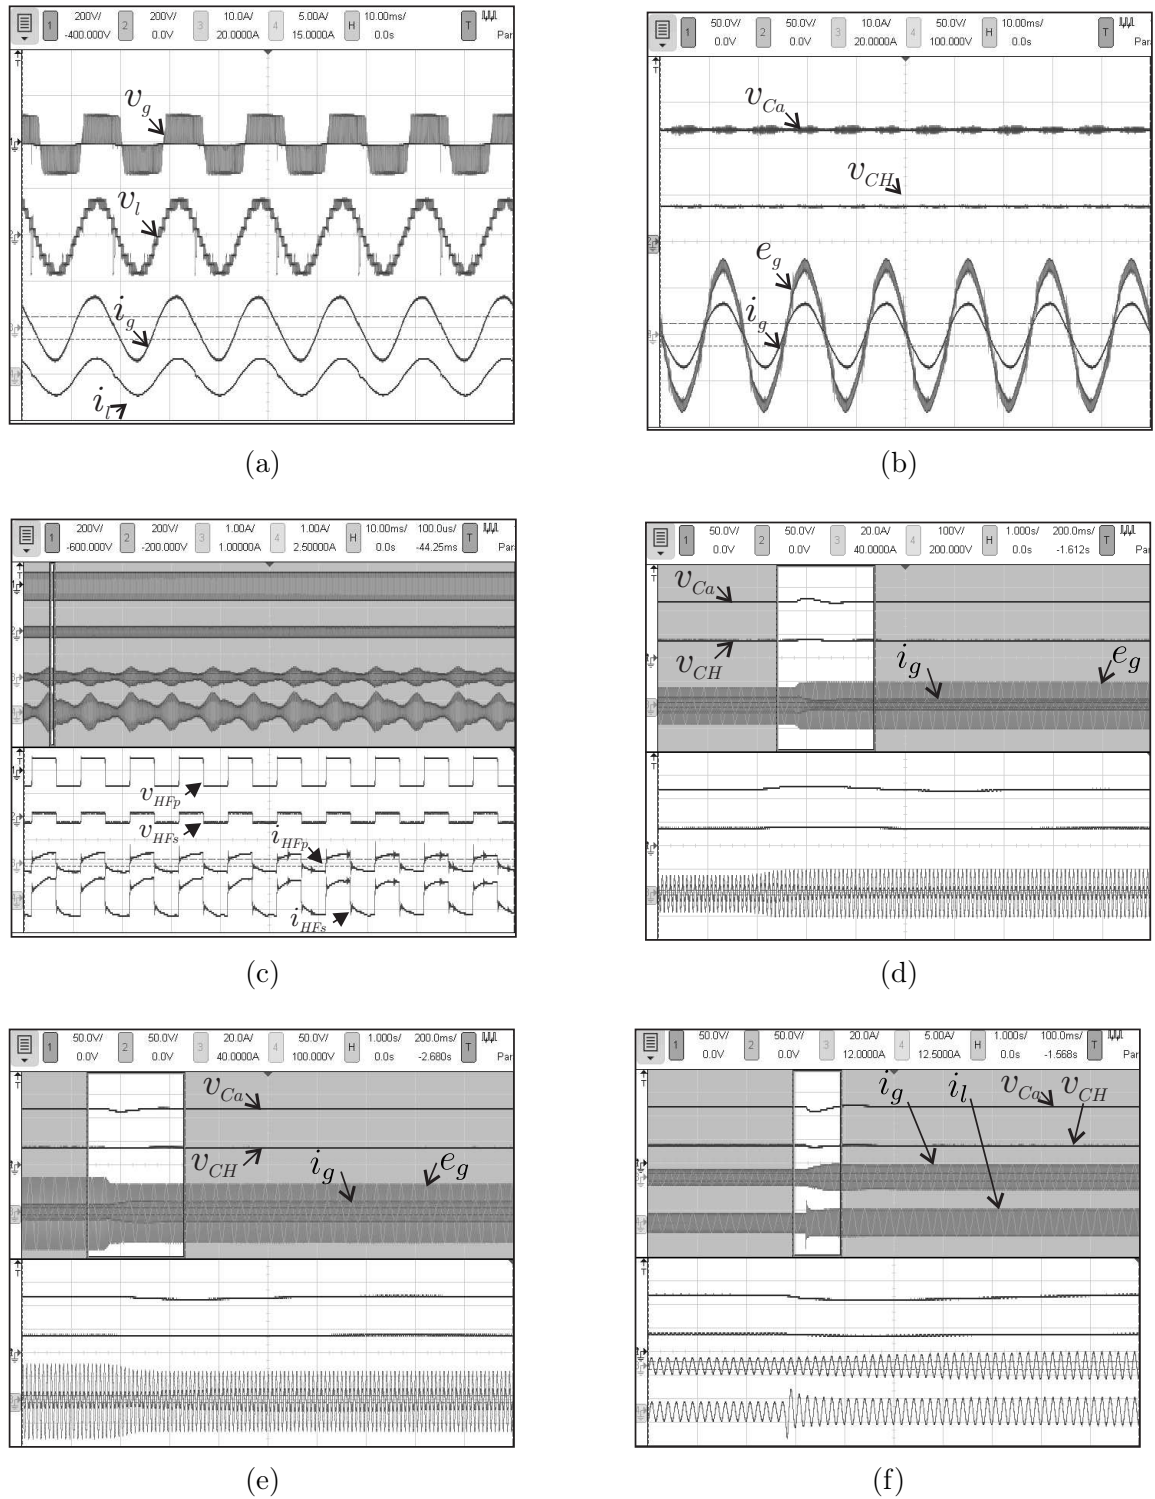 1 200V/ -400.000V 2 200V/ 0.0V 3 10.0A/ 20.0000A 4 5.00A/ 15.0000A H 10.00ms/ 0.0s T Par
v_g
v_l
i_g
i_l
(a)
1 50.0V/ 0.0V 2 50.0V/ 0.0V 3 10.0A/ 20.0000A 4 50.0V/ 100.000V H 10.00ms/ 0.0s T Par
v_Ca
v_CH
e_g
i_g
(b)
1 200V/ -600.000V 2 200V/ -200.000V 3 1.00A/ 1.00000A 4 1.00A/ 2.50000A H 10.00ms/ 0.0s 100.0us/ -44.25ms T Par
v_HFp
v_HFs
i_HFp
i_HFs
(c)
1 50.0V/ 0.0V 2 50.0V/ 0.0V 3 20.0A/ 40.0000A 4 100V/ 200.000V H 1.000s/ 0.0s 200.0ms/ -1.612s T Par
v_Ca
v_CH
i_g
e_g
(d)
1 50.0V/ 0.0V 2 50.0V/ 0.0V 3 20.0A/ 40.0000A 4 50.0V/ 100.000V H 1.000s/ 0.0s 200.0ms/ -2.680s T Par
v_Ca
v_CH
i_g
e_g
(e)
1 50.0V/ 0.0V 2 50.0V/ 0.0V 3 20.0A/ 12.0000A 4 5.00A/ 12.5000A H 1.000s/ 0.0s 100.0ms/ -1.568s T Par
i_g
i_l
v_Ca
v_CH
(f)